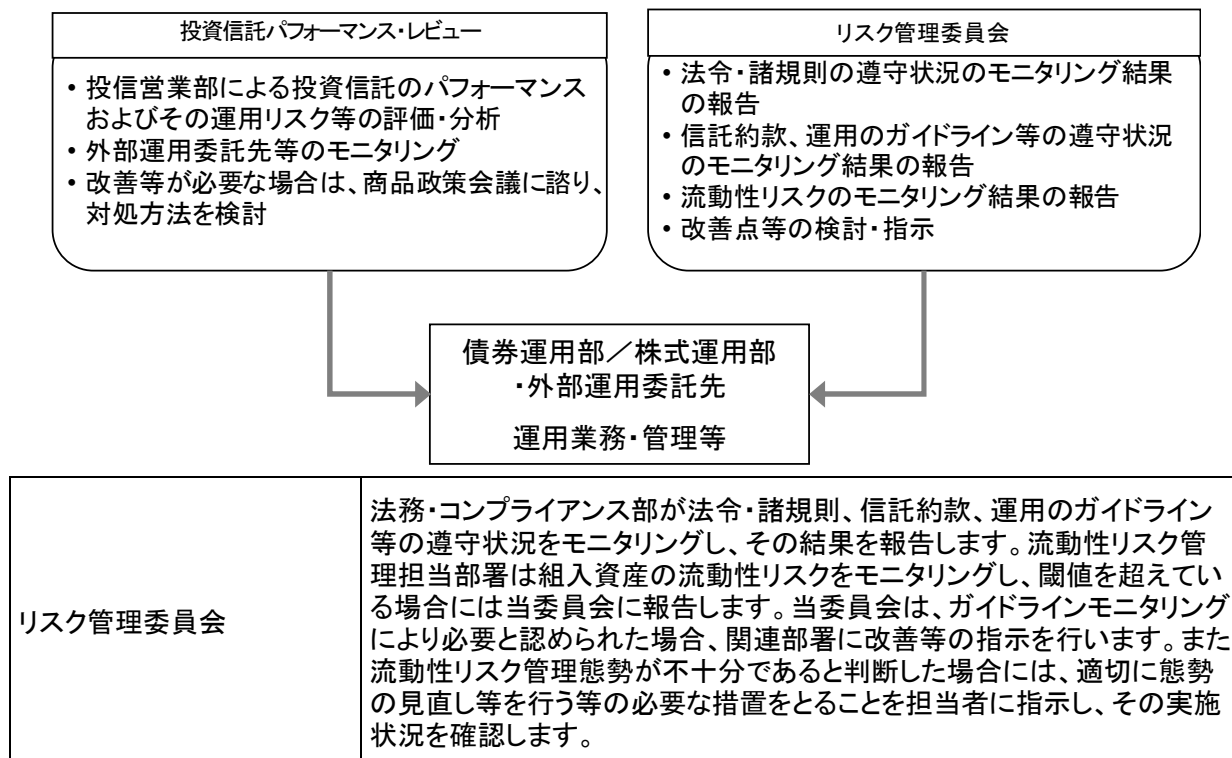 投資信託パフォーマンス・レビュー
• 投信営業部による投資信託のパフォーマンス
およびその運用リスク等の評価・分析
• 外部運用委託先等のモニタリング
• 改善等が必要な場合は、商品政策会議に諮り、
対処方法を検討
リスク管理委員会
• 法令・諸規則の遵守状況のモニタリング結果
の報告
• 信託約款、運用のガイドライン等の遵守状況
のモニタリング結果の報告
• 流動性リスクのモニタリング結果の報告
• 改善点等の検討・指示
債券運用部／株式運用部
・外部運用委託先
運用業務・管理等
リスク管理委員会
法務・コンプライアンス部が法令・諸規則、信託約款、運用のガイドライン
等の遵守状況をモニタリングし、その結果を報告します。流動性リスク管
理担当部署は組入資産の流動性リスクをモニタリングし、閾値を超えてい
る場合には当委員会に報告します。当委員会は、ガイドラインモニタリング
により必要と認められた場合、関連部署に改善等の指示を行います。また
流動性リスク管理態勢が不十分であると判断した場合には、適切に態勢
の見直し等を行う等の必要な措置をとることを担当者に指示し、その実施
状況を確認します。